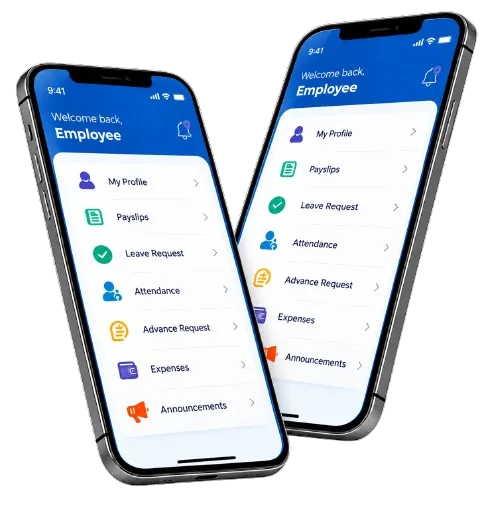 9:41
Welcome back,
Employee
My Profile
Payslips
Leave Request
Attendance
Advance Request
Expenses
Announcements
9:41
Welcome back,
Employee
My Profile
Payslips
Leave Request
Attendance
Advance Request
Expenses
Announcements